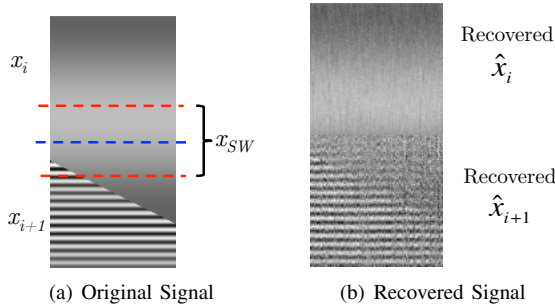 x_i
x_{SW}
x_{i+1}
(a) Original Signal
Recovered
x̂_i
Recovered
x̂_{i+1}
(b) Recovered Signal